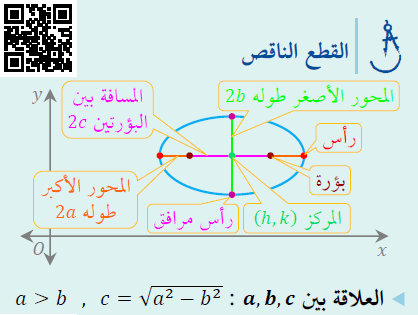 القطع الناقص
y
المسافة بين
البؤرتين 2c
المحور الأصغر طوله 2b
رأس
بؤرة
المحور الأكبر
طوله 2a
رأس مرافق
المركز (h, k)
O
x
العلاقة بين a, b, c : c = √(a² − b²) , a > b